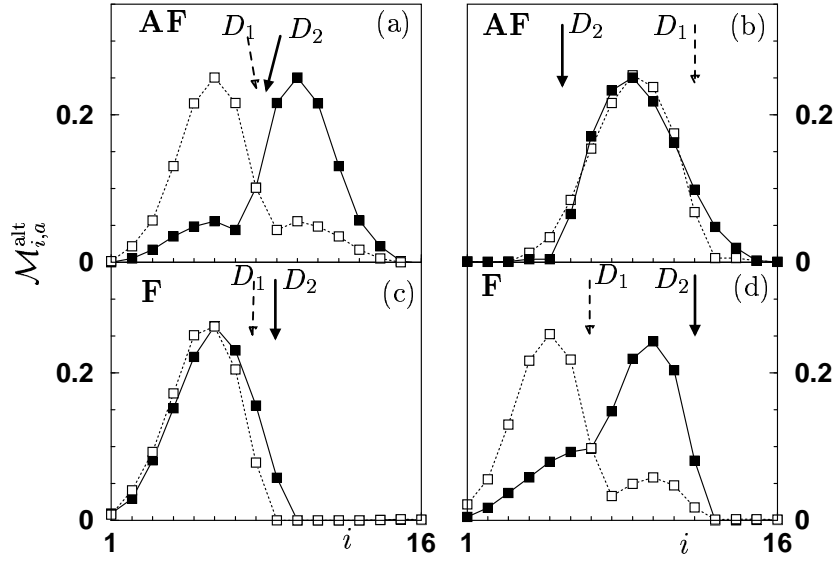 AF D₁ D₂ (a)
AF D₂ D₁ (b)
0.2 0.2
0 0
ℳ^alt_i,a
F D₁ D₂ (c)
F D₁ D₂ (d)
0.2 0.2
0 0
1 i 16 1 i 16